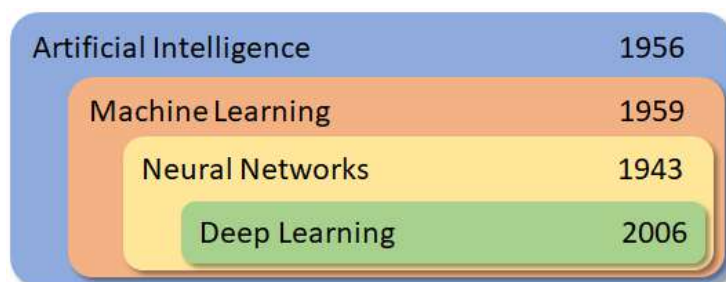 Artificial Intelligence 1956
Machine Learning 1959
Neural Networks 1943
Deep Learning 2006